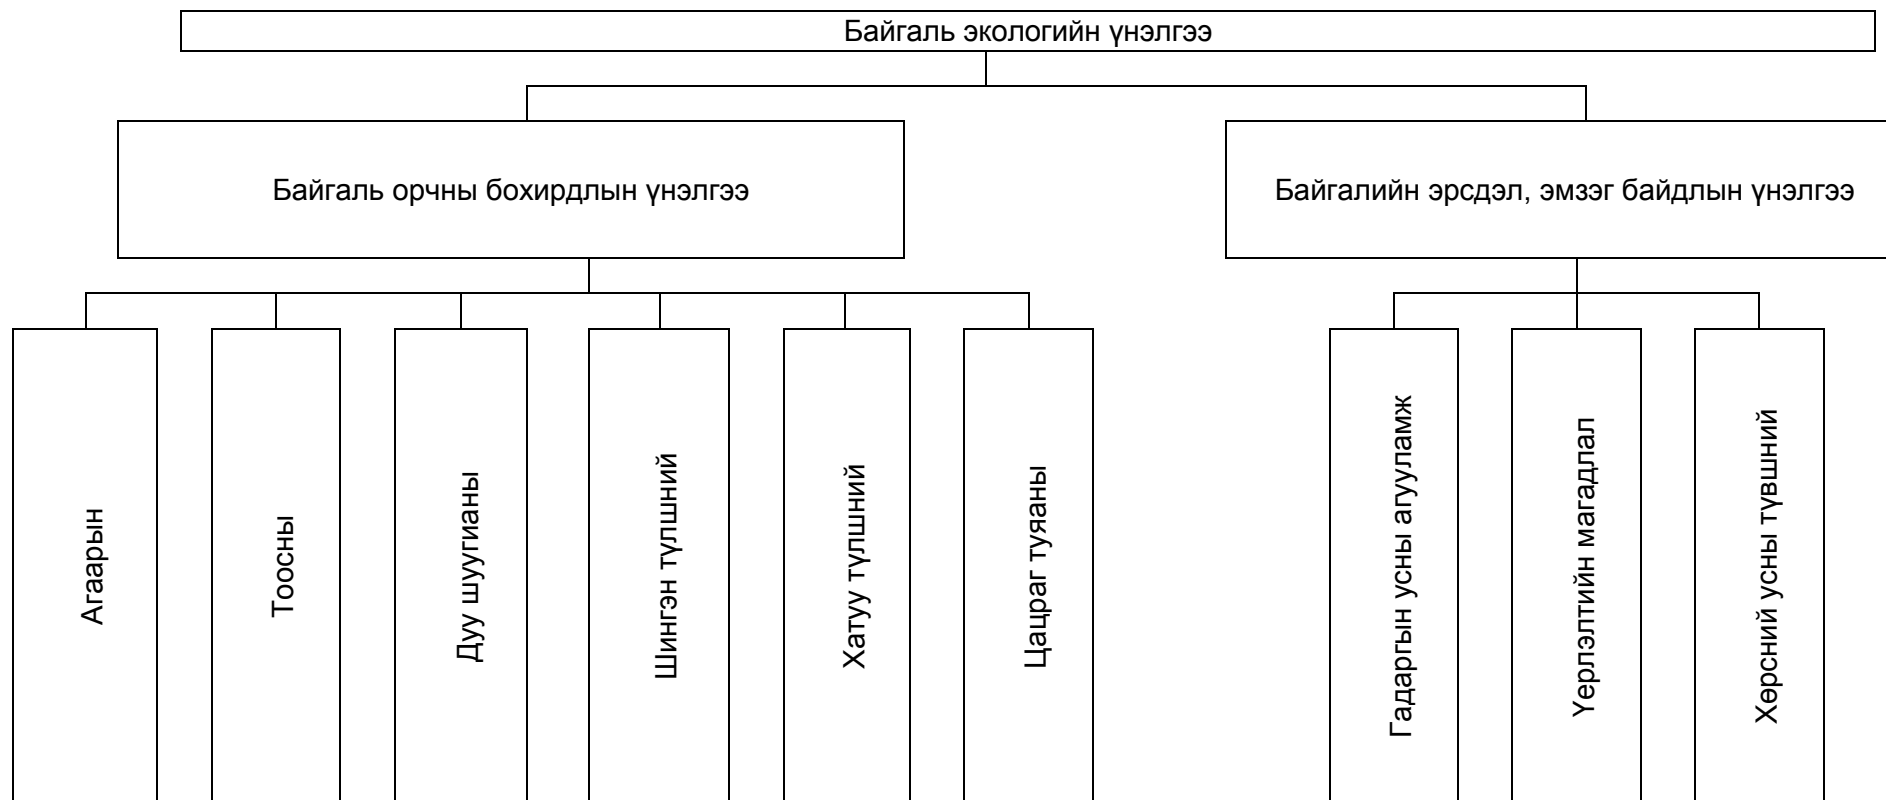 Байгаль экологийн үнэлгээ
Байгаль орчны бохирдлын үнэлгээ
Байгалийн эрсдэл, эмзэг байдлын үнэлгээ
Агаарын
Тоосны
Дуу шуугианы
Шингэн түлшний
Хатуу түлшний
Цацраг туяаны
Гадаргын усны агууламж
Үерлэлтийн магадлал
Хөрсний усны түвшний